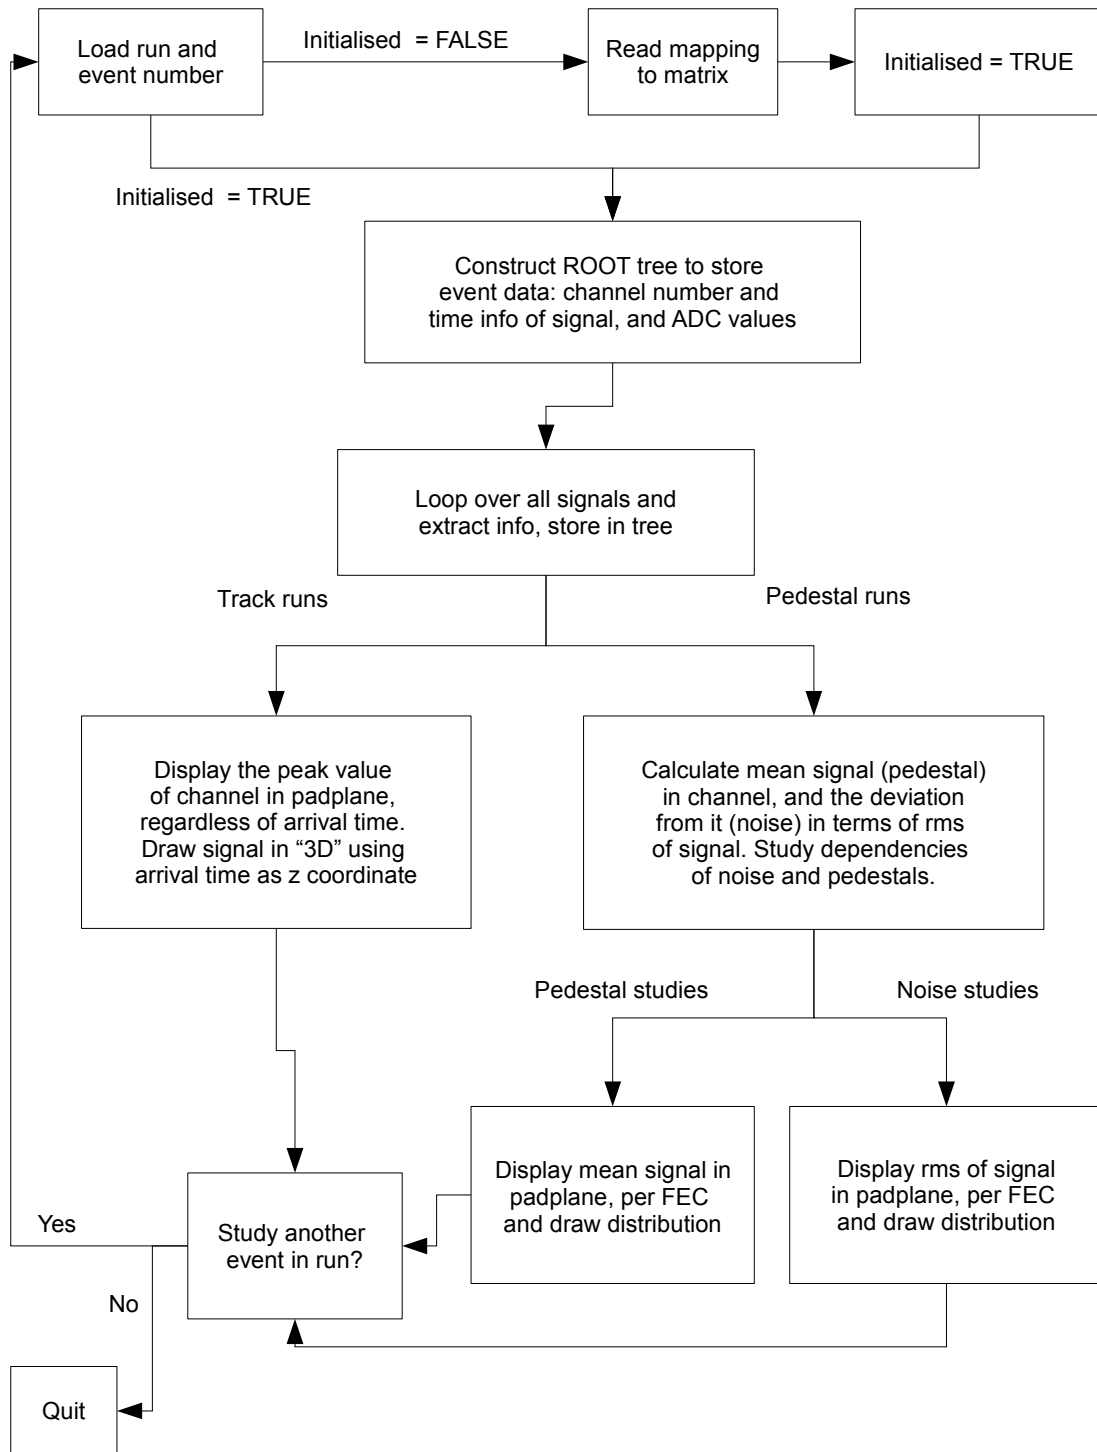 Load run and
event number
Initialised  = FALSE
Read mapping
to matrix
Initialised = TRUE
Initialised  = TRUE
Construct ROOT tree to store
event data: channel number and
time info of signal, and ADC values
Loop over all signals and
extract info, store in tree
Track runs
Pedestal runs
Display the peak value
of channel in padplane,
regardless of arrival time.
Draw signal in “3D” using
arrival time as z coordinate
Calculate mean signal (pedestal)
in channel, and the deviation
from it (noise) in terms of rms
of signal. Study dependencies
of noise and pedestals.
Pedestal studies
Noise studies
Display mean signal in
padplane, per FEC
and draw distribution
Display rms of signal
in padplane, per FEC
and draw distribution
Study another
event in run?
Yes
No
Quit